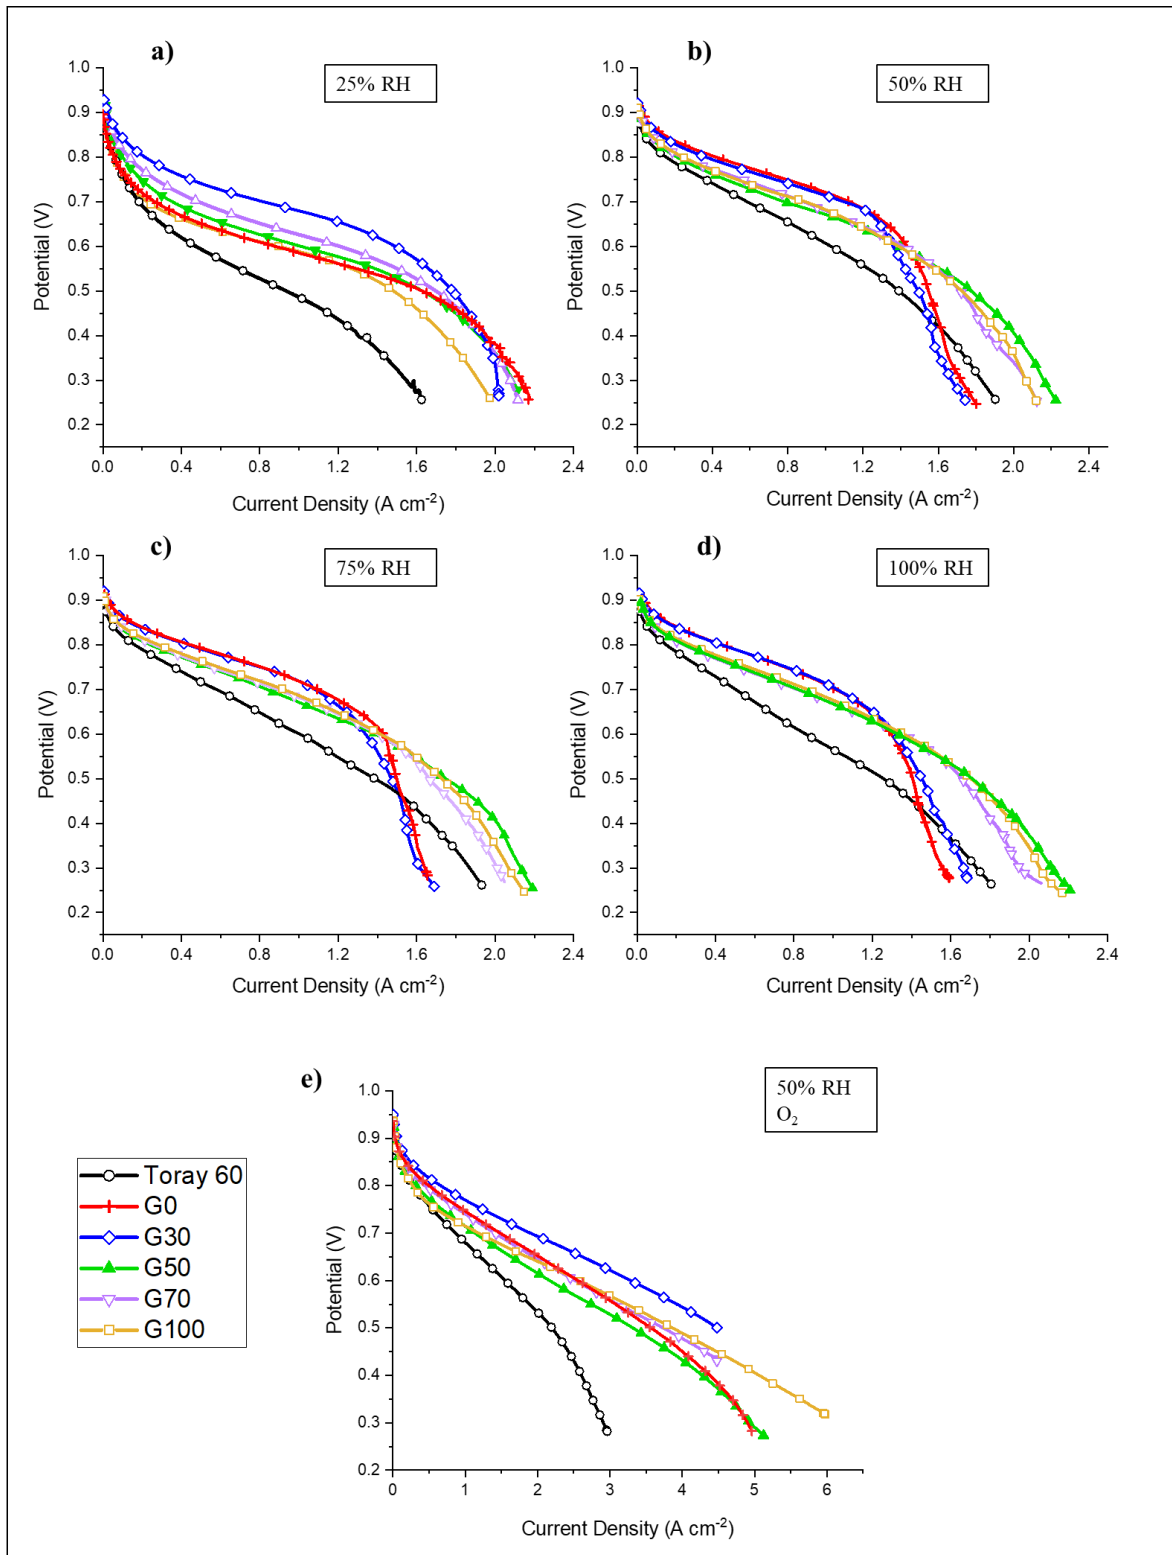 a)
25% RH
1.0
0.9
0.8
0.7
0.6
0.5
0.4
0.3
0.2
Potential (V)
0.0 0.4 0.8 1.2 1.6 2.0 2.4
Current Density (A cm-2)
b)
50% RH
1.0
0.9
0.8
0.7
0.6
0.5
0.4
0.3
0.2
Potential (V)
0.0 0.4 0.8 1.2 1.6 2.0
Current Density (A cm-2)
c)
75% RH
1.0
0.9
0.8
0.7
0.6
0.5
0.4
0.3
0.2
Potential (V)
0.0 0.4 0.8 1.2 1.6 2.0 2.4
Current Density (A cm-2)
d)
100% RH
1.0
0.9
0.8
0.7
0.6
0.5
0.4
0.3
0.2
Potential (V)
0.0 0.4 0.8 1.2 1.6 2.0 2.4
Current Density (A cm-2)
e)
50% RH
O2
1.0
0.9
0.8
0.7
0.6
0.5
0.4
0.3
0.2
Potential (V)
0 1 2 3 4 5 6
Current Density (A cm-2)
Toray 60
G0
G30
G50
G70
G100